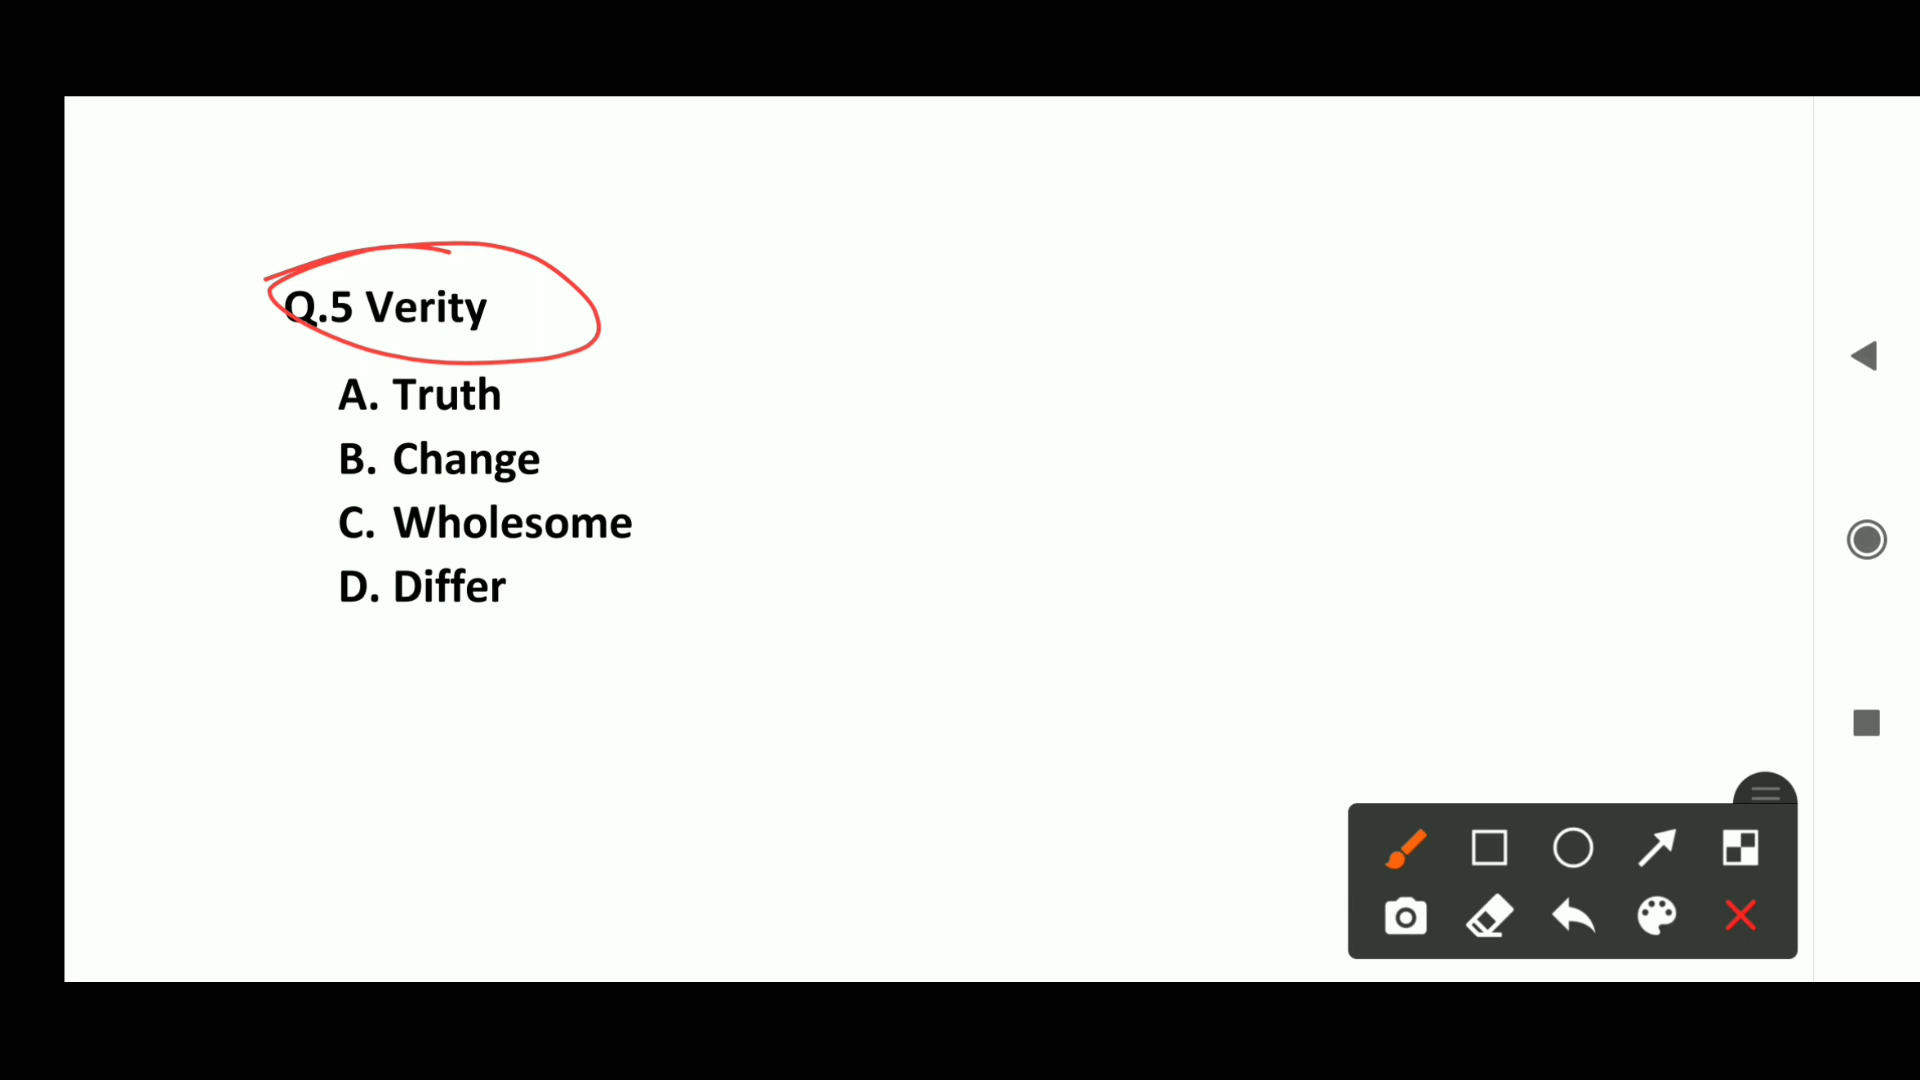 Q.5 Verity
A. Truth
B. Change
C. Wholesome
D. Differ